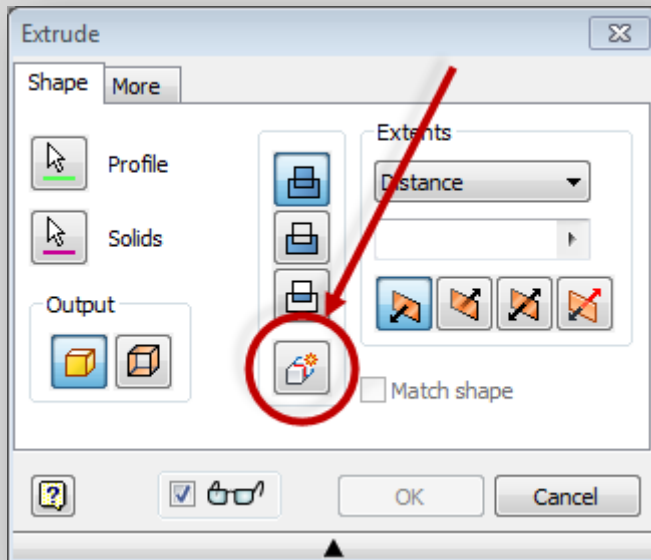 Extrude
Shape
More
Profile
Solids
Output
Extents
Distance
Match shape
?
OK
Cancel